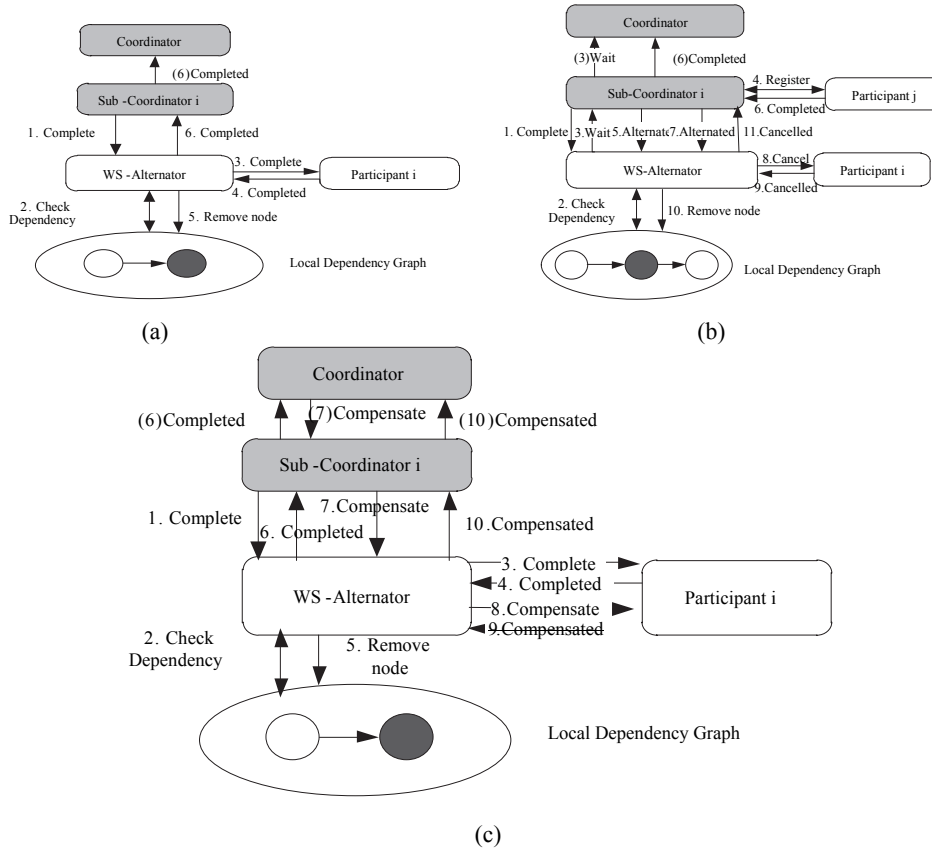 Coordinator
(6)Completed
Sub -Coordinator i
1. Complete
6. Completed
WS -Alternator
3. Complete
4. Completed
Participant i
2. Check
Dependency
5. Remove node
Local Dependency Graph
(a)
Coordinator
(3)Wait
(6)Completed
Sub-Coordinator i
4. Register
6. Completed
Participant j
1. Complete
3.Wait
5.Alternate
7.Alternated
11.Cancelled
WS-Alternator
8.Cancel
9.Cancelled
Participant i
2. Check
Dependency
10. Remove node
Local Dependency Graph
(b)
Coordinator
(6)Completed
(7)Compensate
(10)Compensated
Sub -Coordinator i
1. Complete
6. Completed
7.Compensate
10.Compensated
WS -Alternator
3. Complete
4. Completed
8.Compensate
9.Compensated
Participant i
2. Check
Dependency
5. Remove
node
Local Dependency Graph
(c)